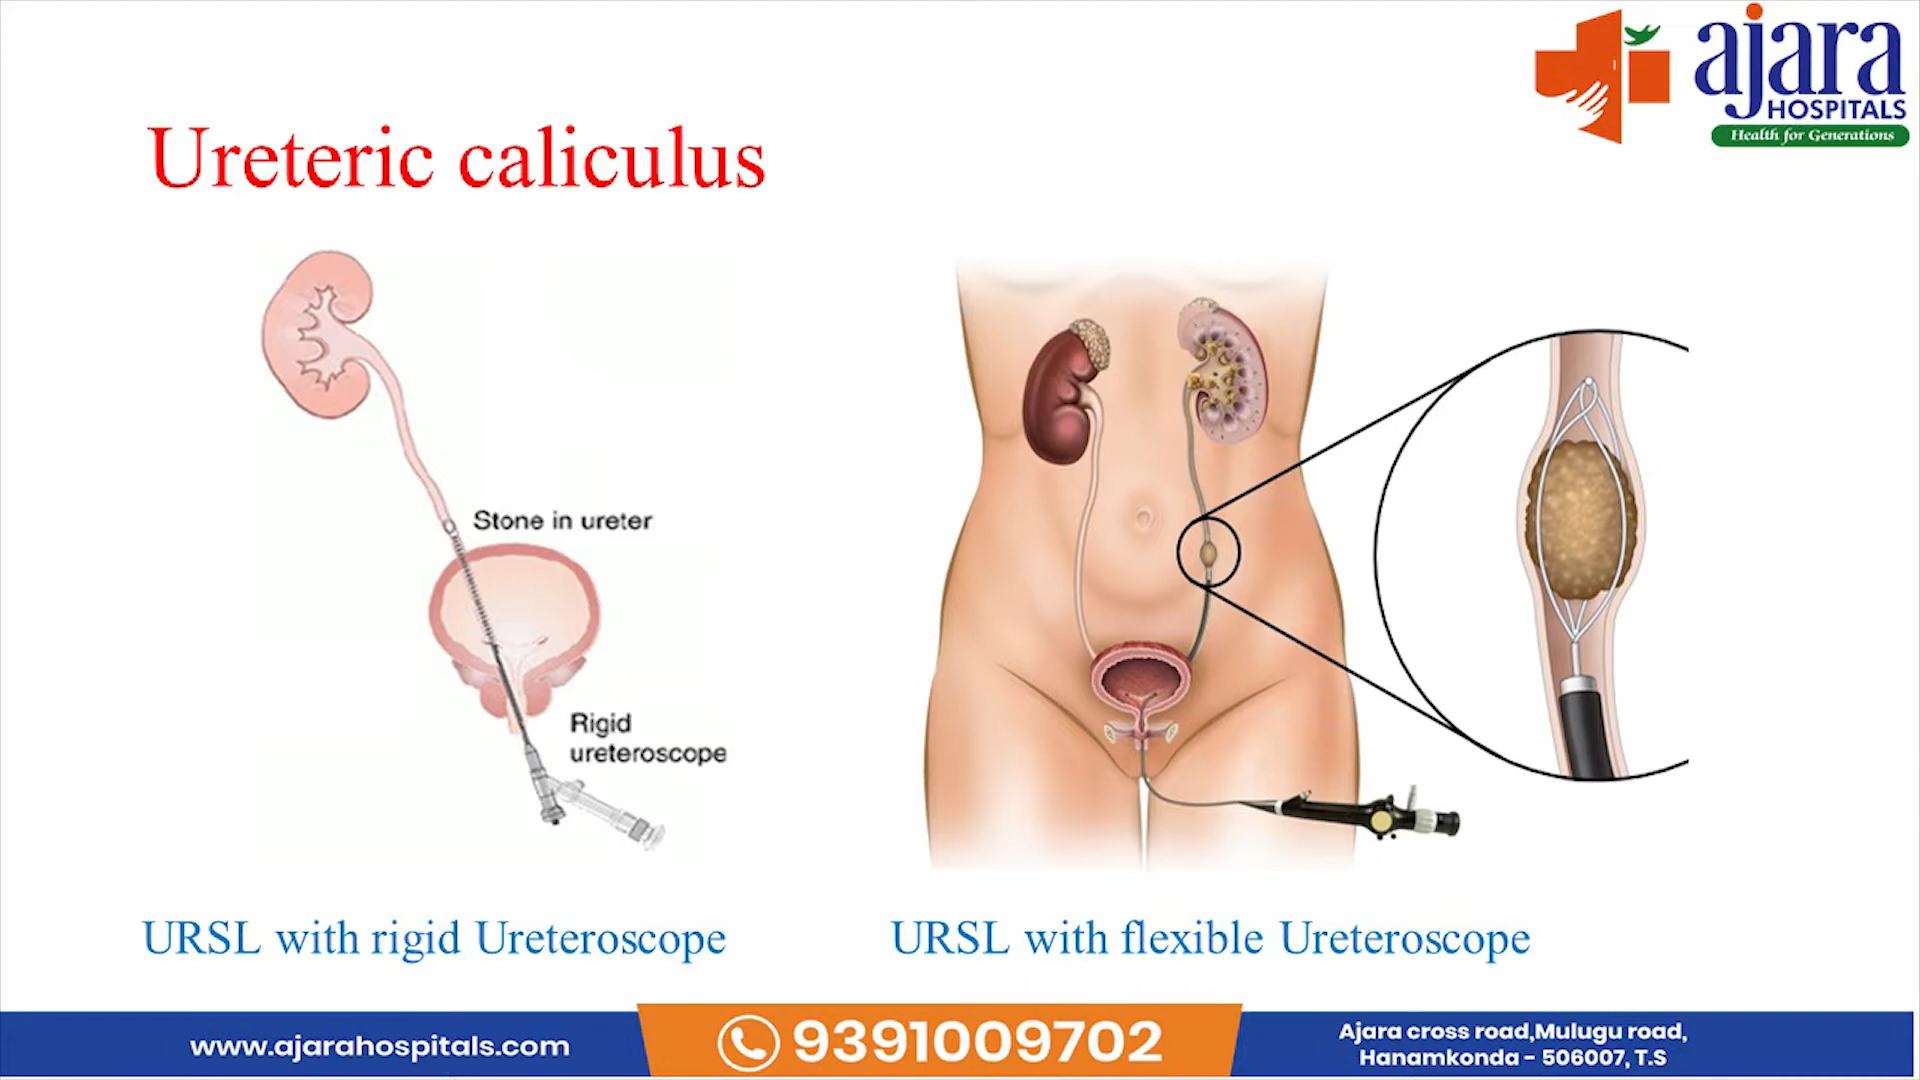 ajara
HOSPITALS
Health for Generations
Ureteric caliculus
Stone in ureter
Rigid
ureteroscope
URSL with rigid Ureteroscope
URSL with flexible Ureteroscope
www.ajarahospitals.com
9391009702
Ajara cross road,Mulugu road,
Hanamkonda - 506007, T.S